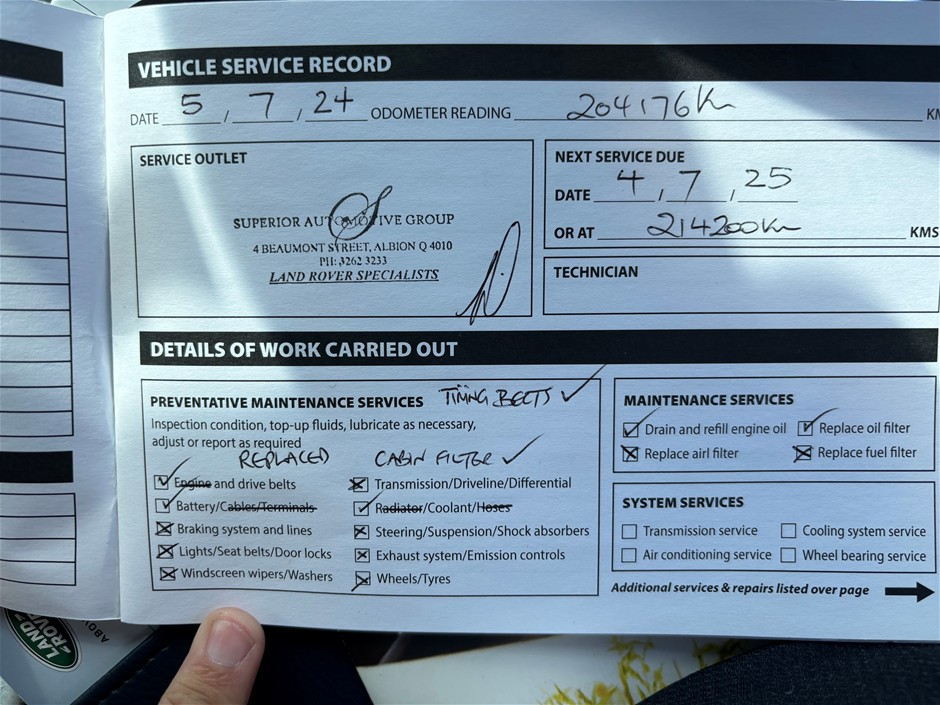 VEHICLE SERVICE RECORD
DATE 5 / 7 / 24 ODOMETER READING 204176Km KM
SERVICE OUTLET
SUPERIOR AUTOMOTIVE GROUP
4 BEAUMONT STREET, ALBION Q 4010
PH: 3262 3233
LAND ROVER SPECIALISTS
NEXT SERVICE DUE
DATE 4 / 7 / 25
OR AT 214200Km KMS
TECHNICIAN
DETAILS OF WORK CARRIED OUT
PREVENTATIVE MAINTENANCE SERVICES TIMING BELTS ✓
Inspection condition, top-up fluids, lubricate as necessary,
adjust or report as required
REPLACED CABIN FILTER ✓
Engine and drive belts
Battery/Cables/Terminals
Braking system and lines
Lights/Seat belts/Door locks
Windscreen wipers/Washers
Transmission/Driveline/Differential
Radiator/Coolant/Hoses
Steering/Suspension/Shock absorbers
Exhaust system/Emission controls
Wheels/Tyres
MAINTENANCE SERVICES
Drain and refill engine oil
Replace oil filter
Replace airl filter
Replace fuel filter
SYSTEM SERVICES
Transmission service
Cooling system service
Air conditioning service
Wheel bearing service
Additional services & repairs listed over page
LAND
ROVER
ABO